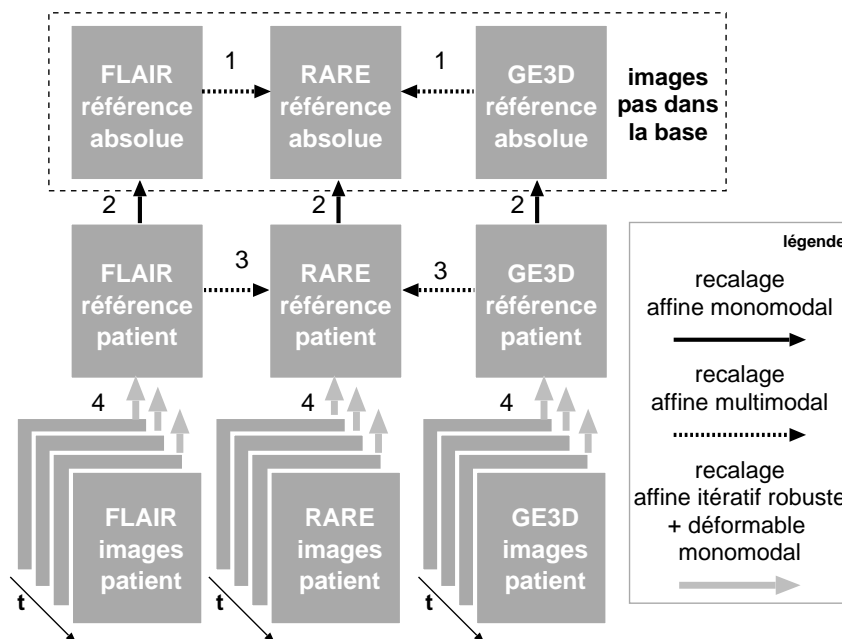 FLAIR
référence
absolue
1
RARE
référence
absolue
1
GE3D
référence
absolue
images
pas dans
la base
2
2
2
FLAIR
référence
patient
3
RARE
référence
patient
3
GE3D
référence
patient
4
4
4
FLAIR
images
patient
RARE
images
patient
GE3D
images
patient
t
t
t
légende
recalage
affine monomodal
recalage
affine multimodal
recalage
affine itératif robuste
+ déformable
monomodal